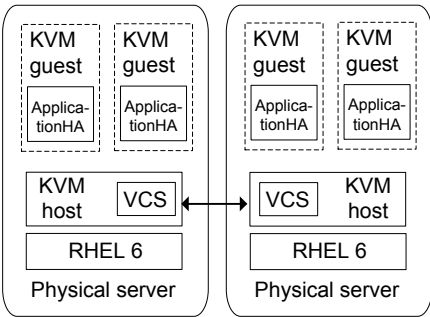 KVM
guest
KVM
guest
Applica-
tionHA
Applica-
tionHA
KVM
host
VCS
RHEL 6
Physical server
KVM
guest
KVM
guest
Applica-
tionHA
Applica-
tionHA
VCS
KVM
host
RHEL 6
Physical server